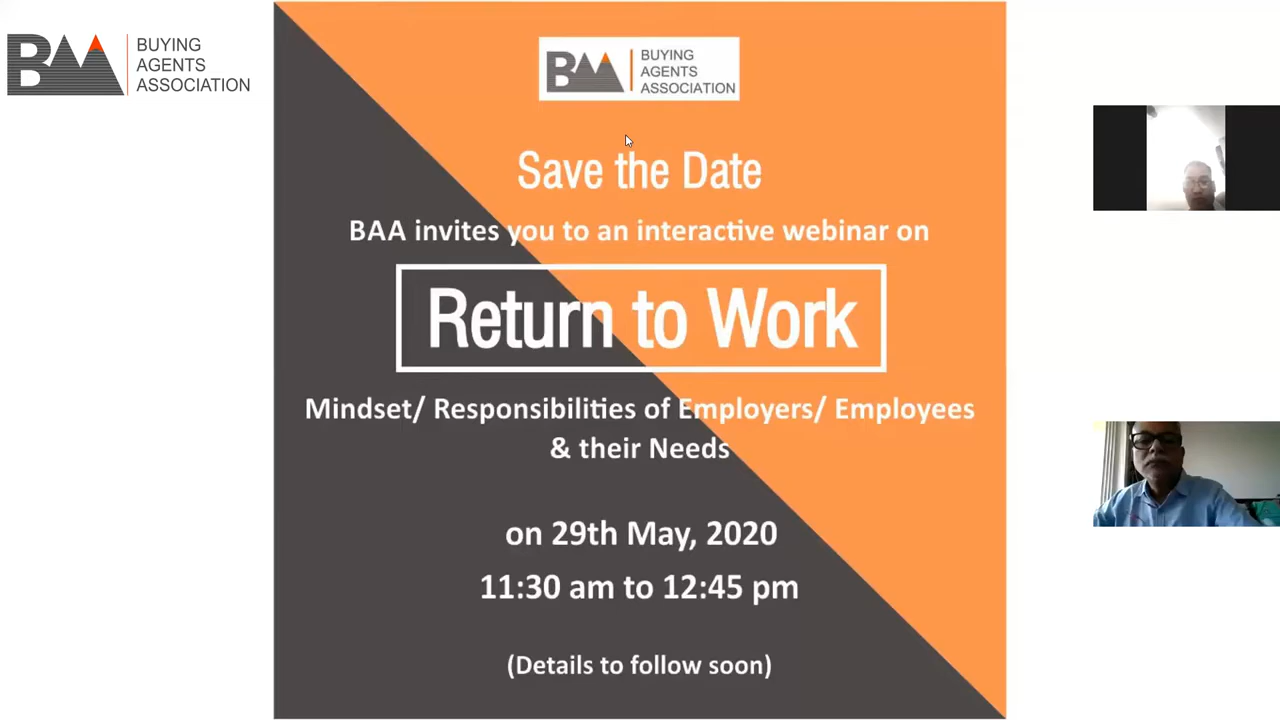 BAA
BUYING
AGENTS
ASSOCIATION
BAA
BUYING
AGENTS
ASSOCIATION
Save the Date
BAA invites you to an interactive webinar on
Return to Work
Mindset/ Responsibilities of Employers/ Employees
& their Needs
on 29th May, 2020
11:30 am to 12:45 pm
(Details to follow soon)